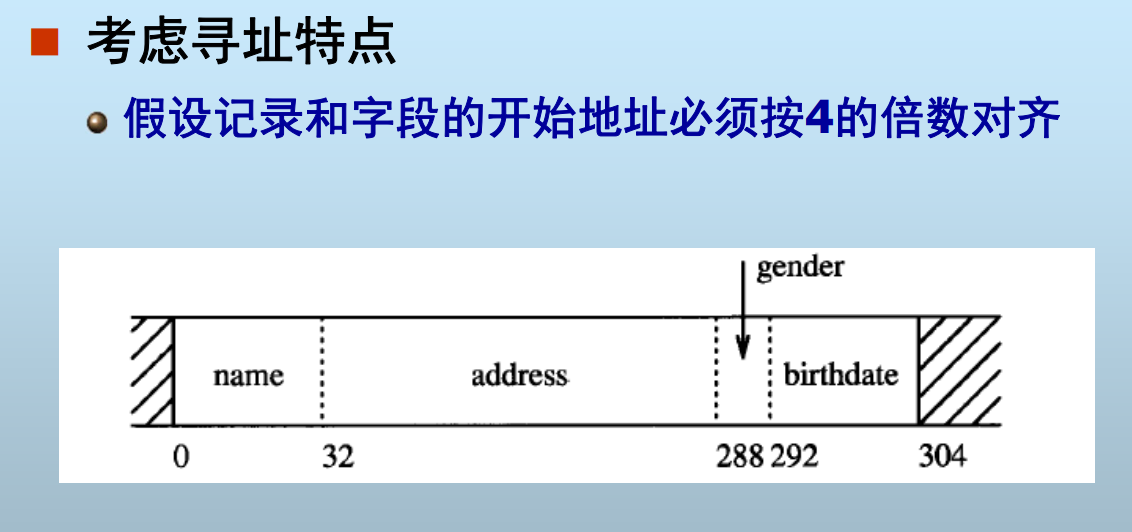 考虑寻址特点
假设记录和字段的开始地址必须按4的倍数对齐
gender
name address birthdate
0 32 288 292 304